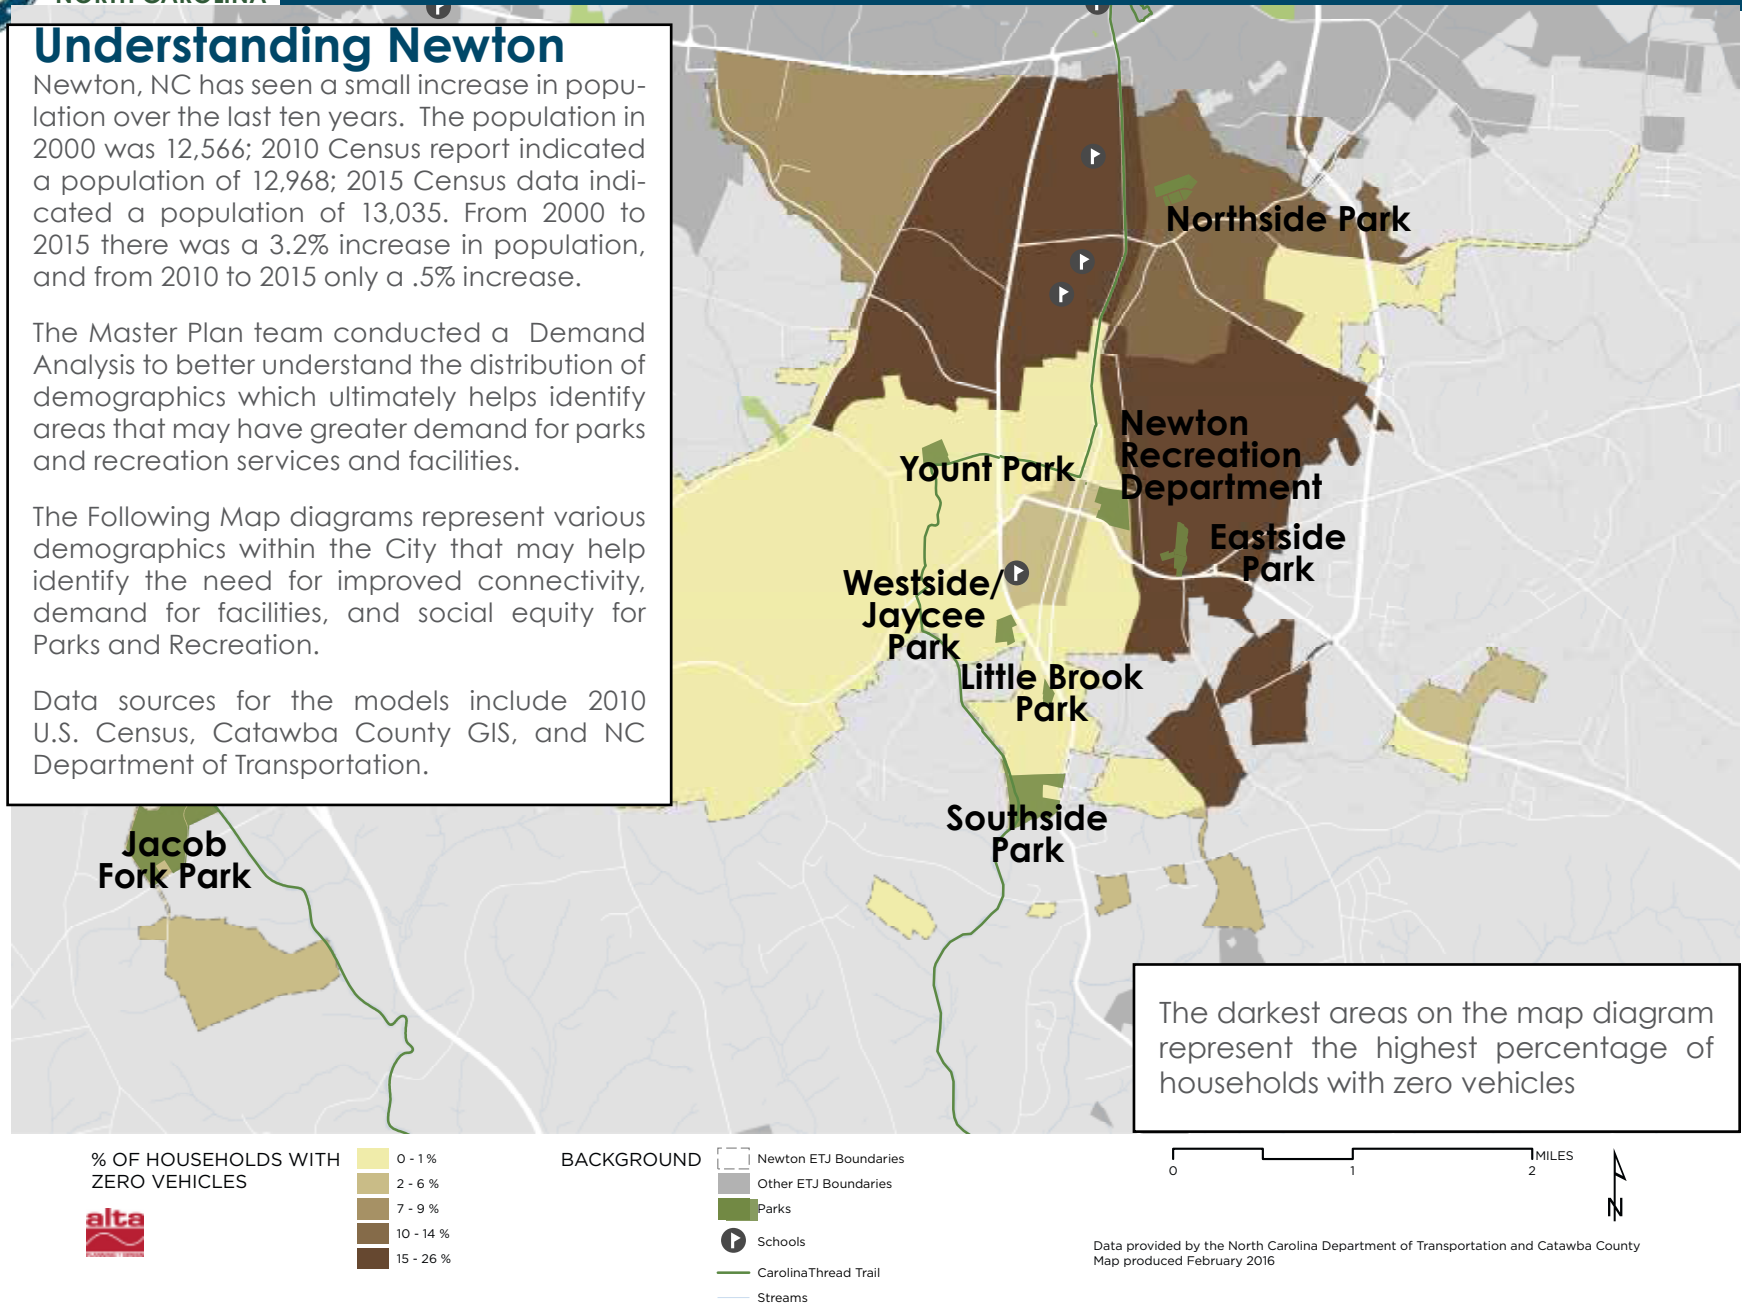 NORTH CAROLINA
Understanding Newton
Newton, NC has seen a small increase in popu-
lation over the last ten years.  The population in
2000 was 12,566; 2010 Census report indicated
a population of 12,968; 2015 Census data indi-
cated a population of 13,035. From 2000 to
2015 there was a 3.2% increase in population,
and from 2010 to 2015 only a .5% increase.
The Master Plan team conducted a  Demand
Analysis to better understand the distribution of
demographics which ultimately helps identify
areas that may have greater demand for parks
and recreation services and facilities.
The Following Map diagrams represent various
demographics within the City that may help
identify the need for improved connectivity,
demand for facilities, and social equity for
Parks and Recreation.
Data sources for the models include 2010
U.S. Census, Catawba County GIS, and NC
Department of Transportation.
Northside Park
Newton
Recreation
Department
Yount Park
Eastside
Park
Westside/
Jaycee
Park
Little Brook
Park
Southside
Park
Jacob
Fork Park
The darkest areas on the map diagram
represent the highest percentage of
households with zero vehicles
% OF HOUSEHOLDS WITH
ZERO VEHICLES
0 - 1 %
2 - 6 %
7 - 9 %
10 - 14 %
15 - 26 %
alta
BACKGROUND
Newton ETJ Boundaries
Other ETJ Boundaries
Parks
Schools
CarolinaThread Trail
Streams
MILES
0 1 2
N
Data provided by the North Carolina Department of Transportation and Catawba County
Map produced February 2016